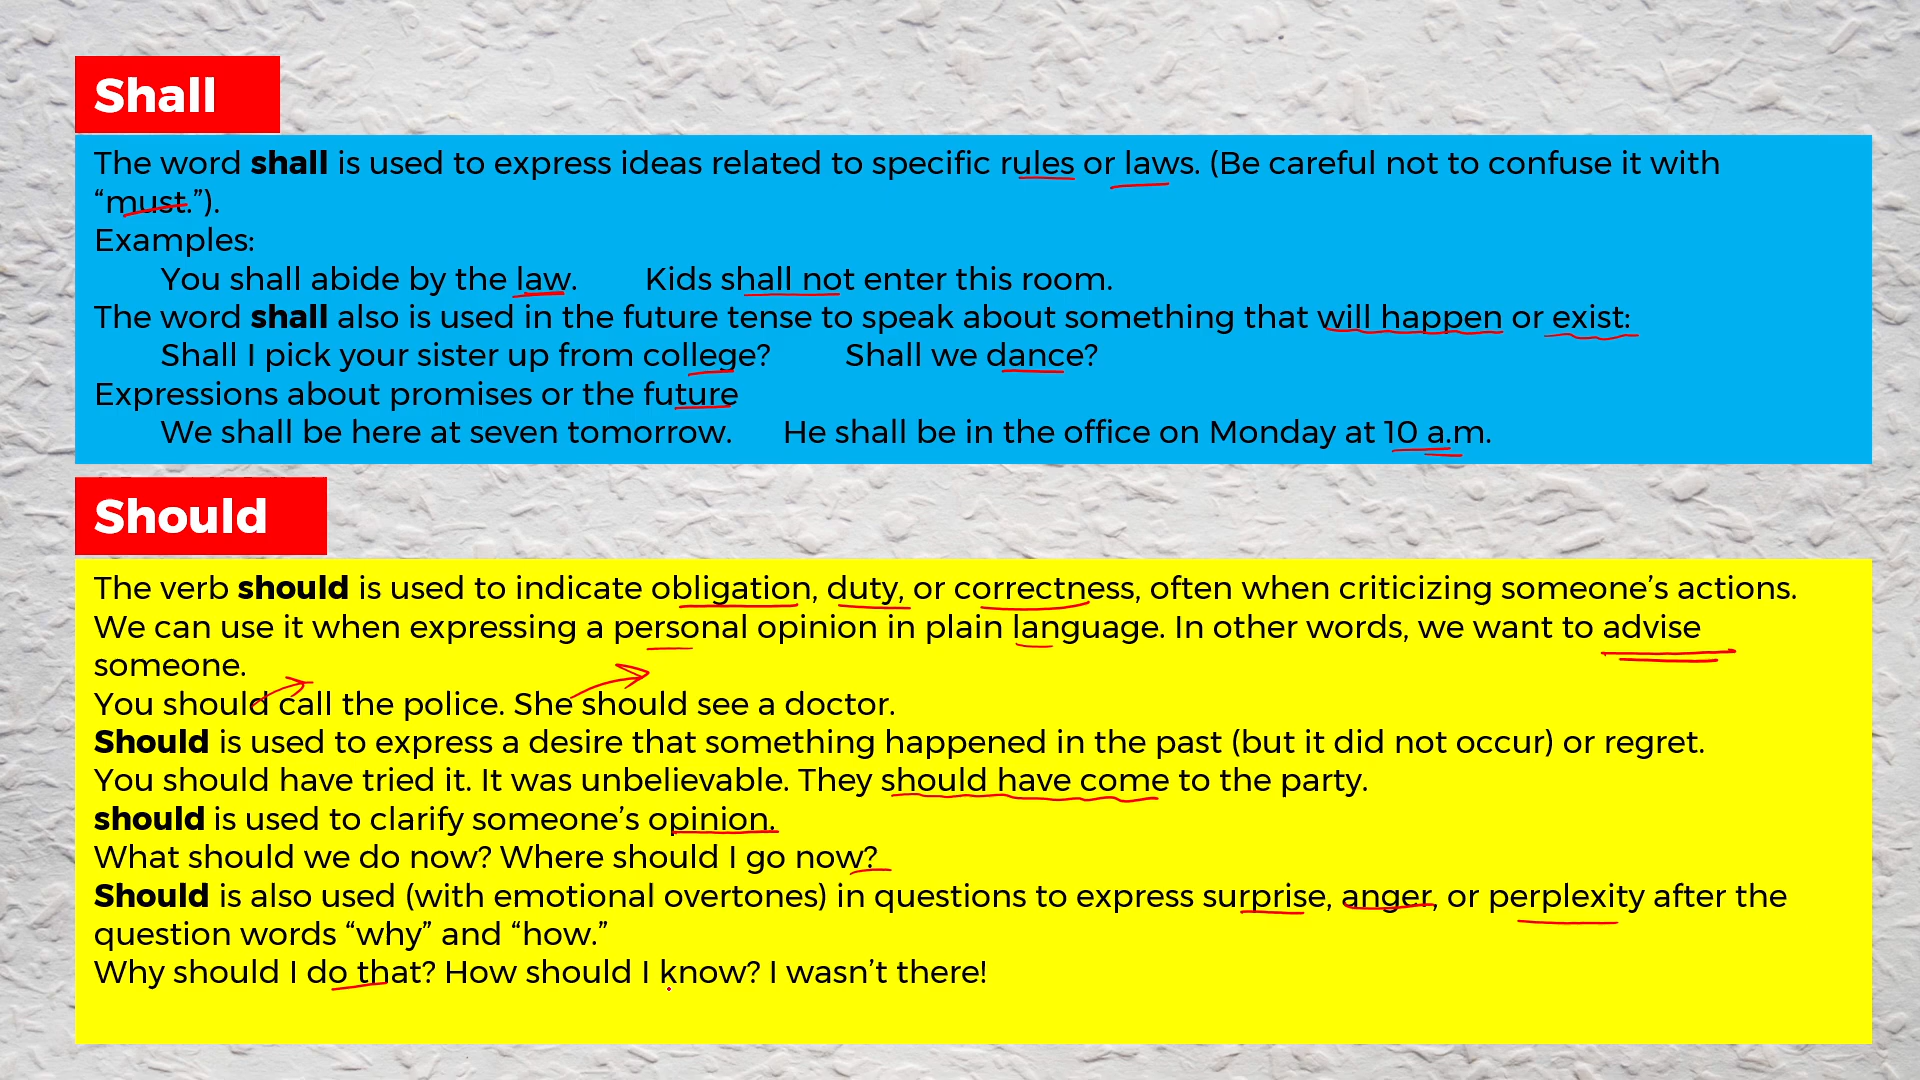 Shall
The word shall is used to express ideas related to specific rules or laws. (Be careful not to confuse it with
“must.”).
Examples:
You shall abide by the law. Kids shall not enter this room.
The word shall also is used in the future tense to speak about something that will happen or exist:
Shall I pick your sister up from college? Shall we dance?
Expressions about promises or the future
We shall be here at seven tomorrow. He shall be in the office on Monday at 10 a.m.
Should
The verb should is used to indicate obligation, duty, or correctness, often when criticizing someone’s actions.
We can use it when expressing a personal opinion in plain language. In other words, we want to advise
someone.
You should call the police. She should see a doctor.
Should is used to express a desire that something happened in the past (but it did not occur) or regret.
You should have tried it. It was unbelievable. They should have come to the party.
should is used to clarify someone’s opinion.
What should we do now? Where should I go now?
Should is also used (with emotional overtones) in questions to express surprise, anger, or perplexity after the
question words “why” and “how.”
Why should I do that? How should I know? I wasn’t there!